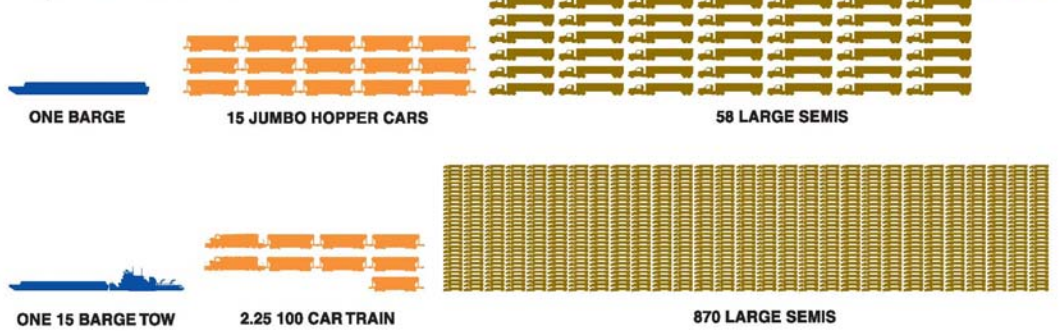 ONE BARGE
15 JUMBO HOPPER CARS
58 LARGE SEMIS
ONE 15 BARGE TOW
2.25 100 CAR TRAIN
870 LARGE SEMIS